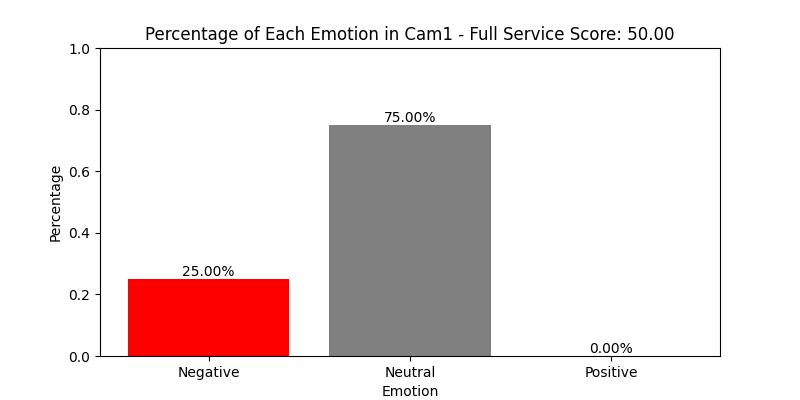 Percentage of Each Emotion in Cam1 - Full Service Score: 50.00
1.0
0.8
0.6
0.4
0.2
0.0
Percentage
25.00%
75.00%
0.00%
Negative
Neutral
Positive
Emotion